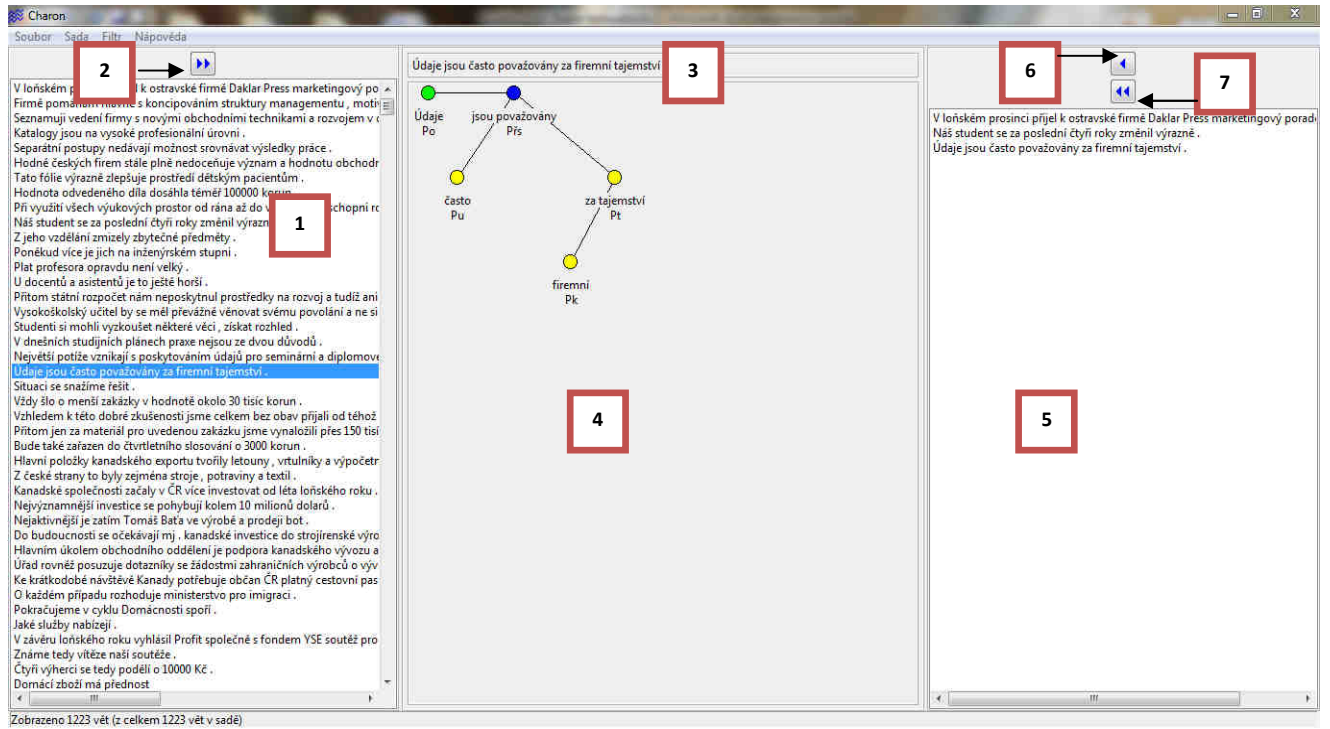 Charon
Soubor Sada Filtr Nápověda
2
3
6
7
1
4
5
V loňském k ostravské firmě Daklar Press marketingový po
Firmě pomáhám hlavně s koncipováním struktury managementu , motiv
Seznamuji vedení firmy s novými obchodními technikami a rozvojem v o
Katalogy jsou na vysoké profesionální úrovni .
Separátní postupy nedávají možnost srovnávat výsledky práce .
Hodně českých firem stále plně nedoceňuje význam a hodnotu obchodr
Tato fólie výrazně zlepšuje prostředí dětským pacientům .
Hodnota odvedeného díla dosáhla téměř 100000 korun
Při využití všech výukových prostor od rána až do schopni ro
Náš student se za poslední čtyři roky změnil výrazn
Z jeho vzdělání zmizely zbytečné předměty .
Poněkud více je jich na inženýrském stupni .
Plat profesora opravdu není velký .
U docentů a asistentů je to ještě horší .
Přitom státní rozpočet nám neposkytnul prostředky na rozvoj a tudíž ani
Vysokoškolský učitel by se měl převážně věnovat svému povolání a ne si
Studenti si mohli vyzkoušet některé věci , získat rozhled .
V dnešních studijních plánech praxe nejsou ze dvou důvodů .
Největší potíže vznikají s poskytováním údajů pro seminární a diplomové
Údaje jsou často považovány za firemní tajemství .
Situaci se snažíme řešit .
Vždy šlo o menší zakázky v hodnotě okolo 30 tisíc korun .
Vzhledem k této dobré zkušenosti jsme celkem bez obav přijali od téhož
Přitom jen za materiál pro uvedenou zakázku jsme vynaložili přes 150 tisí
Bude také zařazen do čtvrtletního slosování o 3000 korun .
Hlavní položky kanadského exportu tvořily letouny , vrtulníky a výpočetr
Z české strany to byly zejména stroje , potraviny a textil .
Kanadské společnosti začaly v ČR více investovat od léta loňského roku .
Nejvýznamnější investice se pohybují kolem 10 milionů dolarů .
Nejaktivnější je zatím Tomáš Baťa ve výrobě a prodeji bot .
Do budoucnosti se očekávají mj . kanadské investice do strojírenské výro
Hlavním úkolem obchodního oddělení je podpora kanadského vývozu a
Úřad rovněž posuzuje dotazníky se žádostmi zahraničních výrobců o výv
Ke krátkodobé návštěvě Kanady potřebuje občan ČR platný cestovní pas
O každém případu rozhoduje ministerstvo pro imigraci .
Pokračujeme v cyklu Domácnosti spoří .
Jaké služby nabízejí .
V závěru loňského roku vyhlásil Profit společně s fondem YSE soutěž pro
Známe tedy vítěze naší soutěže .
Čtyři výherci se tedy podělí o 10000 Kč .
Domácí zboží má přednost
Údaje jsou často považovány za firemní tajemství
Údaje
Po
jsou považovány
Přs
často
Pu
za tajemství
Pt
firemní
Pk
V loňském prosinci přijel k ostravské firmě Daklar Press marketingový porad
Náš student se za poslední čtyři roky změnil výrazně .
Údaje jsou často považovány za firemní tajemství .
Zobrazeno 1223 vět (z celkem 1223 vět v sadě)